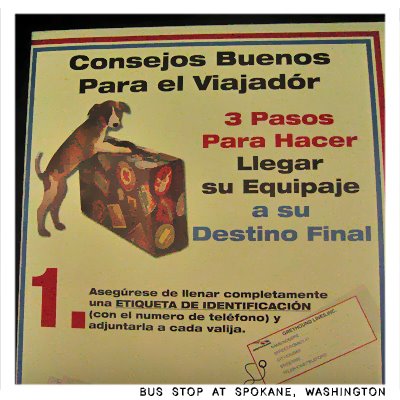 Consejos Buenos
Para el Viajadór
3 Pasos
Para Hacer
Llegar
su Equipaje
a su
Destino Final
1.
Asegúrese de llenar completamente
una ETIQUETA DE IDENTIFICACIÓN
(con el numero de teléfono) y
adjuntarla a cada valija.
GREYHOUND LINES, INC.
BUS STOP AT SPOKANE, WASHINGTON